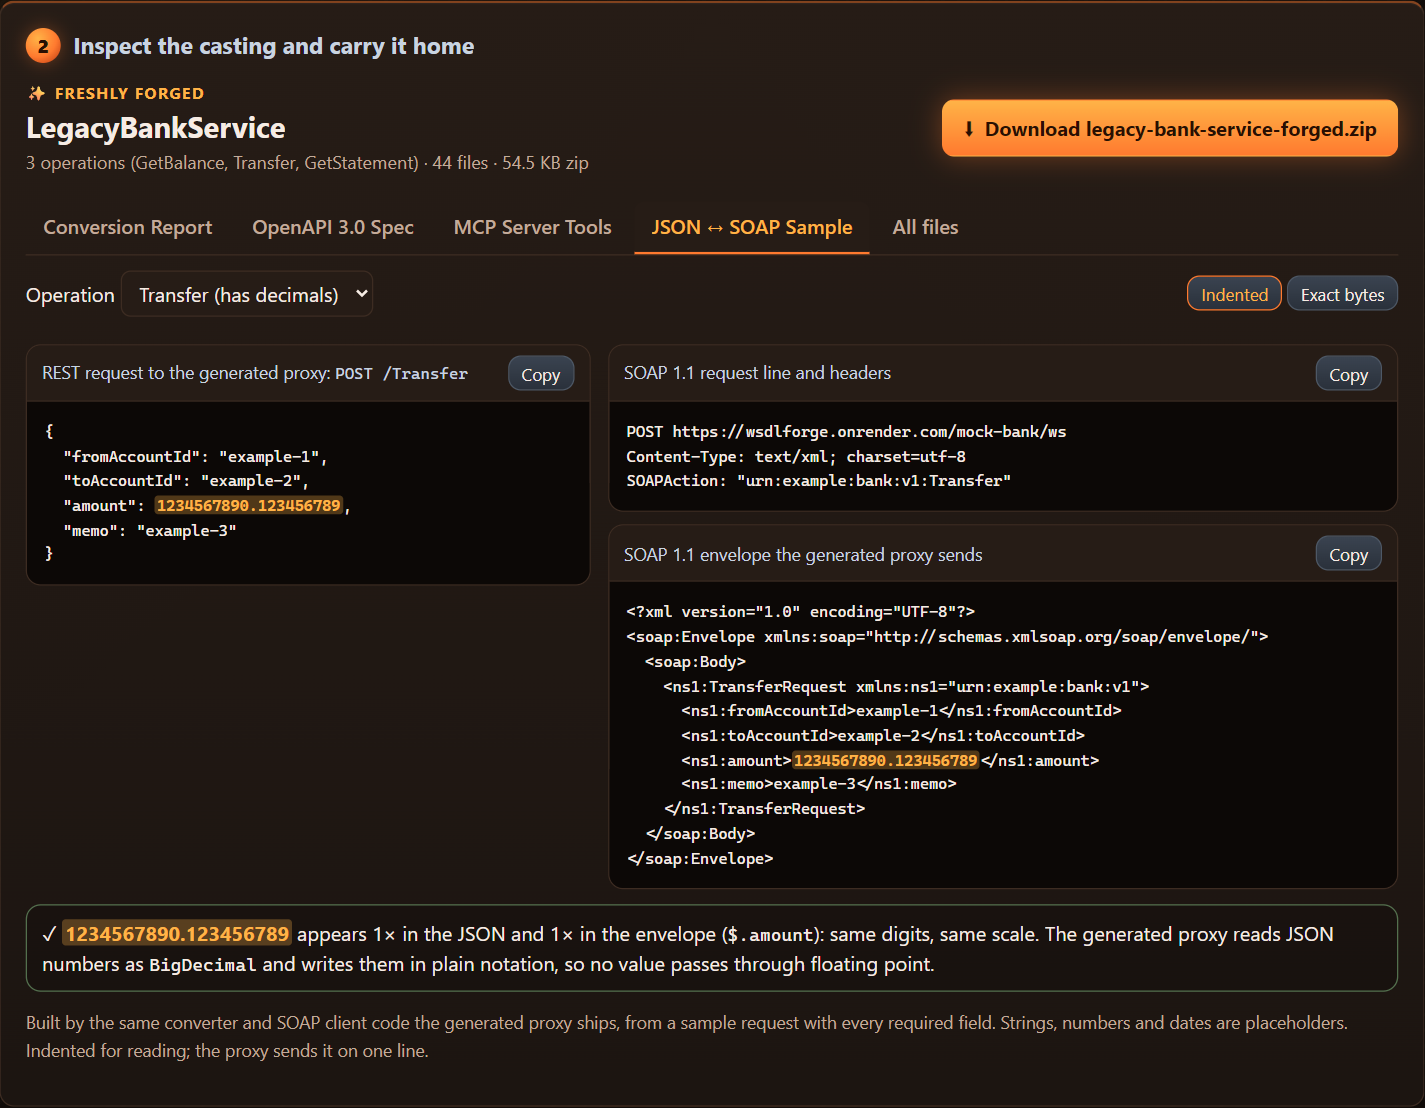 2 Inspect the casting and carry it home
✨ FRESHLY FORGED
LegacyBankService
3 operations (GetBalance, Transfer, GetStatement) · 44 files · 54.5 KB zip
⬇ Download legacy-bank-service-forged.zip
Conversion Report OpenAPI 3.0 Spec MCP Server Tools JSON ↔ SOAP Sample All files
Operation Transfer (has decimals)
Indented Exact bytes
REST request to the generated proxy: POST /Transfer Copy
{
  "fromAccountId": "example-1",
  "toAccountId": "example-2",
  "amount": 1234567890.123456789,
  "memo": "example-3"
}
SOAP 1.1 request line and headers Copy
POST https://wsdlforge.onrender.com/mock-bank/ws
Content-Type: text/xml; charset=utf-8
SOAPAction: "urn:example:bank:v1:Transfer"
SOAP 1.1 envelope the generated proxy sends Copy
<?xml version="1.0" encoding="UTF-8"?>
<soap:Envelope xmlns:soap="http://schemas.xmlsoap.org/soap/envelope/">
  <soap:Body>
    <ns1:TransferRequest xmlns:ns1="urn:example:bank:v1">
      <ns1:fromAccountId>example-1</ns1:fromAccountId>
      <ns1:toAccountId>example-2</ns1:toAccountId>
      <ns1:amount>1234567890.123456789</ns1:amount>
      <ns1:memo>example-3</ns1:memo>
    </ns1:TransferRequest>
  </soap:Body>
</soap:Envelope>
✓ 1234567890.123456789 appears 1× in the JSON and 1× in the envelope ($.amount): same digits, same scale. The generated proxy reads JSON
numbers as BigDecimal and writes them in plain notation, so no value passes through floating point.
Built by the same converter and SOAP client code the generated proxy ships, from a sample request with every required field. Strings, numbers and dates are placeholders.
Indented for reading; the proxy sends it on one line.